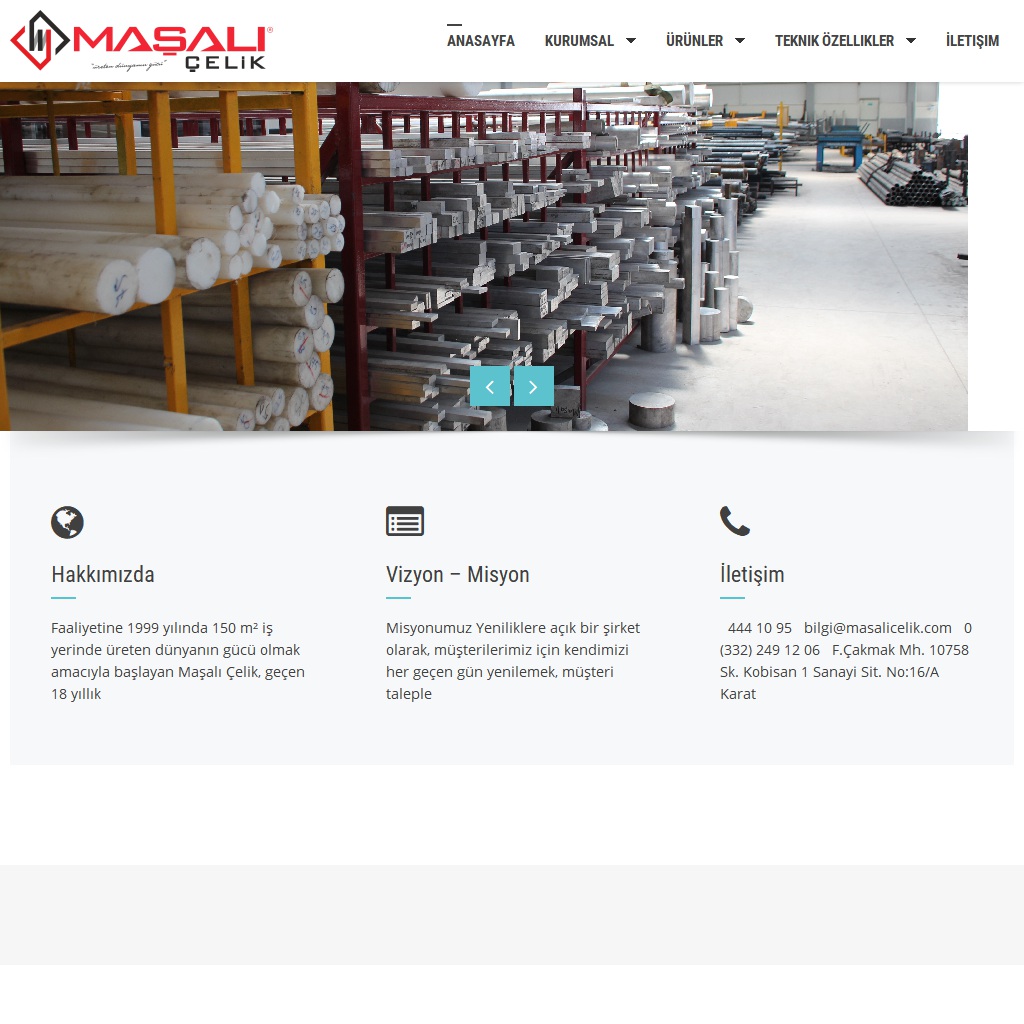 MAŞALI®
ÇELİK
"üreten dünyanın gücü"
ANASAYFA KURUMSAL ÜRÜNLER TEKNIK ÖZELLIKLER İLETIŞIM
Hakkımızda
Faaliyetine 1999 yılında 150 m² iş
yerinde üreten dünyanın gücü olmak
amacıyla başlayan Maşalı Çelik, geçen
18 yıllık
Vizyon – Misyon
Misyonumuz Yeniliklere açık bir şirket
olarak, müşterilerimiz için kendimizi
her geçen gün yenilemek, müşteri
taleple
İletişim
444 10 95 bilgi@masalicelik.com 0
(332) 249 12 06 F.Çakmak Mh. 10758
Sk. Kobisan 1 Sanayi Sit. No:16/A
Karat